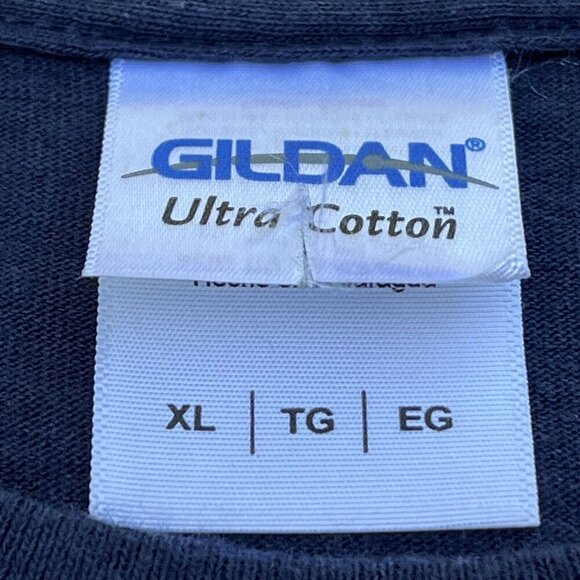 GILDAN®
Ultra Cotton™
XL | TG | EG